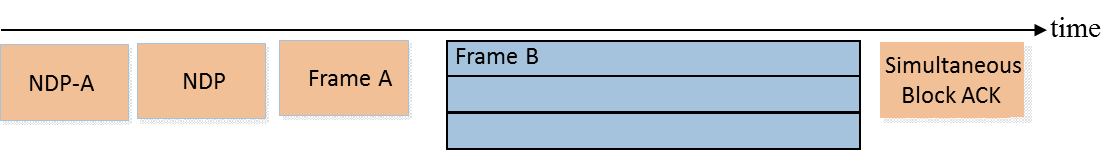 time
NDP-A
NDP
Frame A
Frame B
Simultaneous
Block ACK